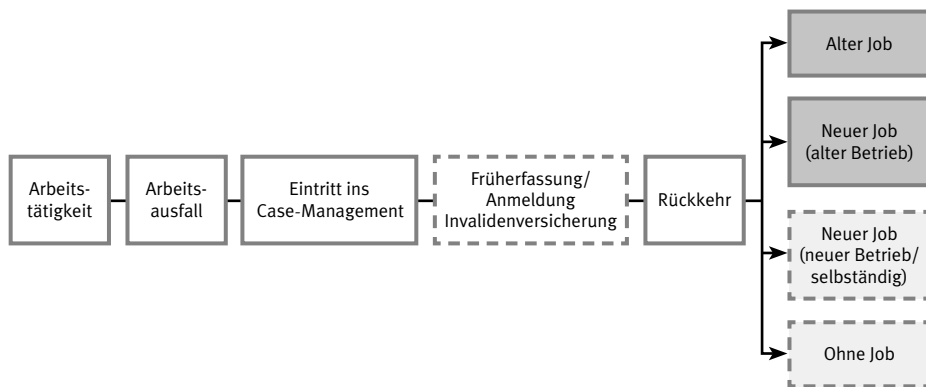 Arbeits-
tätigkeit
Arbeits-
ausfall
Eintritt ins
Case-Management
Früherfassung/
Anmeldung
Invalidenversicherung
Rückkehr
Alter Job
Neuer Job
(alter Betrieb)
Neuer Job
(neuer Betrieb/
selbständig)
Ohne Job